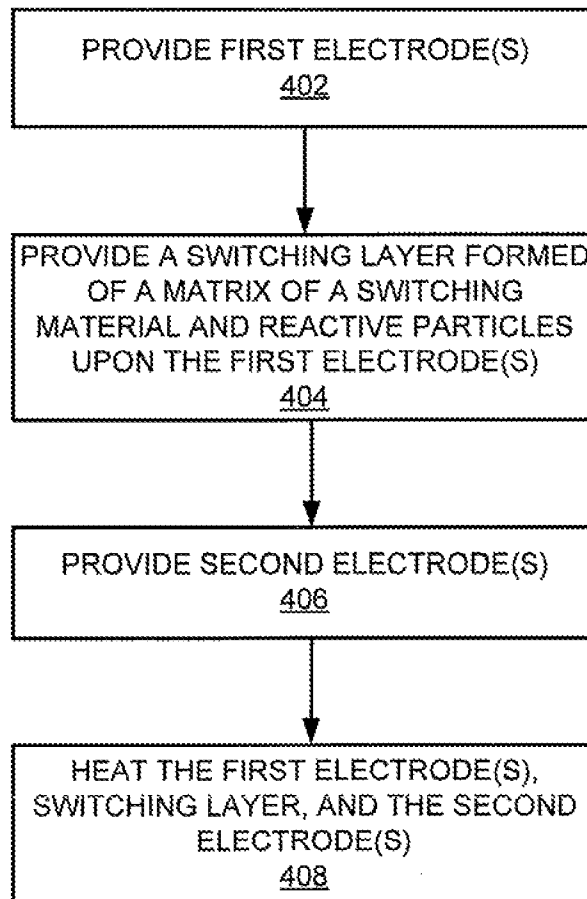 PROVIDE FIRST ELECTRODE(S)
402
PROVIDE A SWITCHING LAYER FORMED
OF A MATRIX OF A SWITCHING
MATERIAL AND REACTIVE PARTICLES
UPON THE FIRST ELECTRODE(S)
404
PROVIDE SECOND ELECTRODE(S)
406
HEAT THE FIRST ELECTRODE(S),
SWITCHING LAYER, AND THE SECOND
ELECTRODE(S)
408